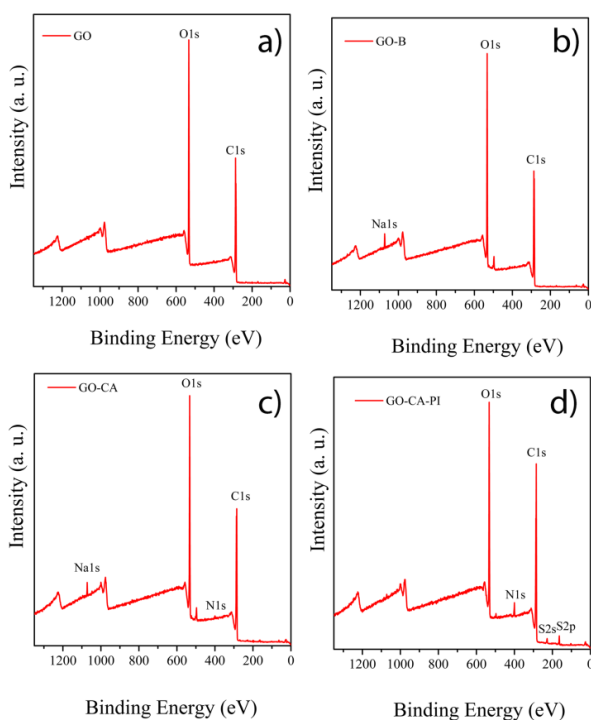 GO
a)
O1s
C1s
Intensity (a. u.)
1200 1000 800 600 400 200 0
Binding Energy (eV)
GO-B
b)
O1s
C1s
Na1s
Intensity (a. u.)
1200 1000 800 600 400 200 0
Binding Energy (eV)
GO-CA
c)
O1s
C1s
Na1s
N1s
Intensity (a. u.)
1200 1000 800 600 400 200 0
Binding Energy (eV)
GO-CA-PI
d)
O1s
C1s
N1s
S2s
S2p
Intensity (a. u.)
1200 1000 800 600 400 200 0
Binding Energy (eV)